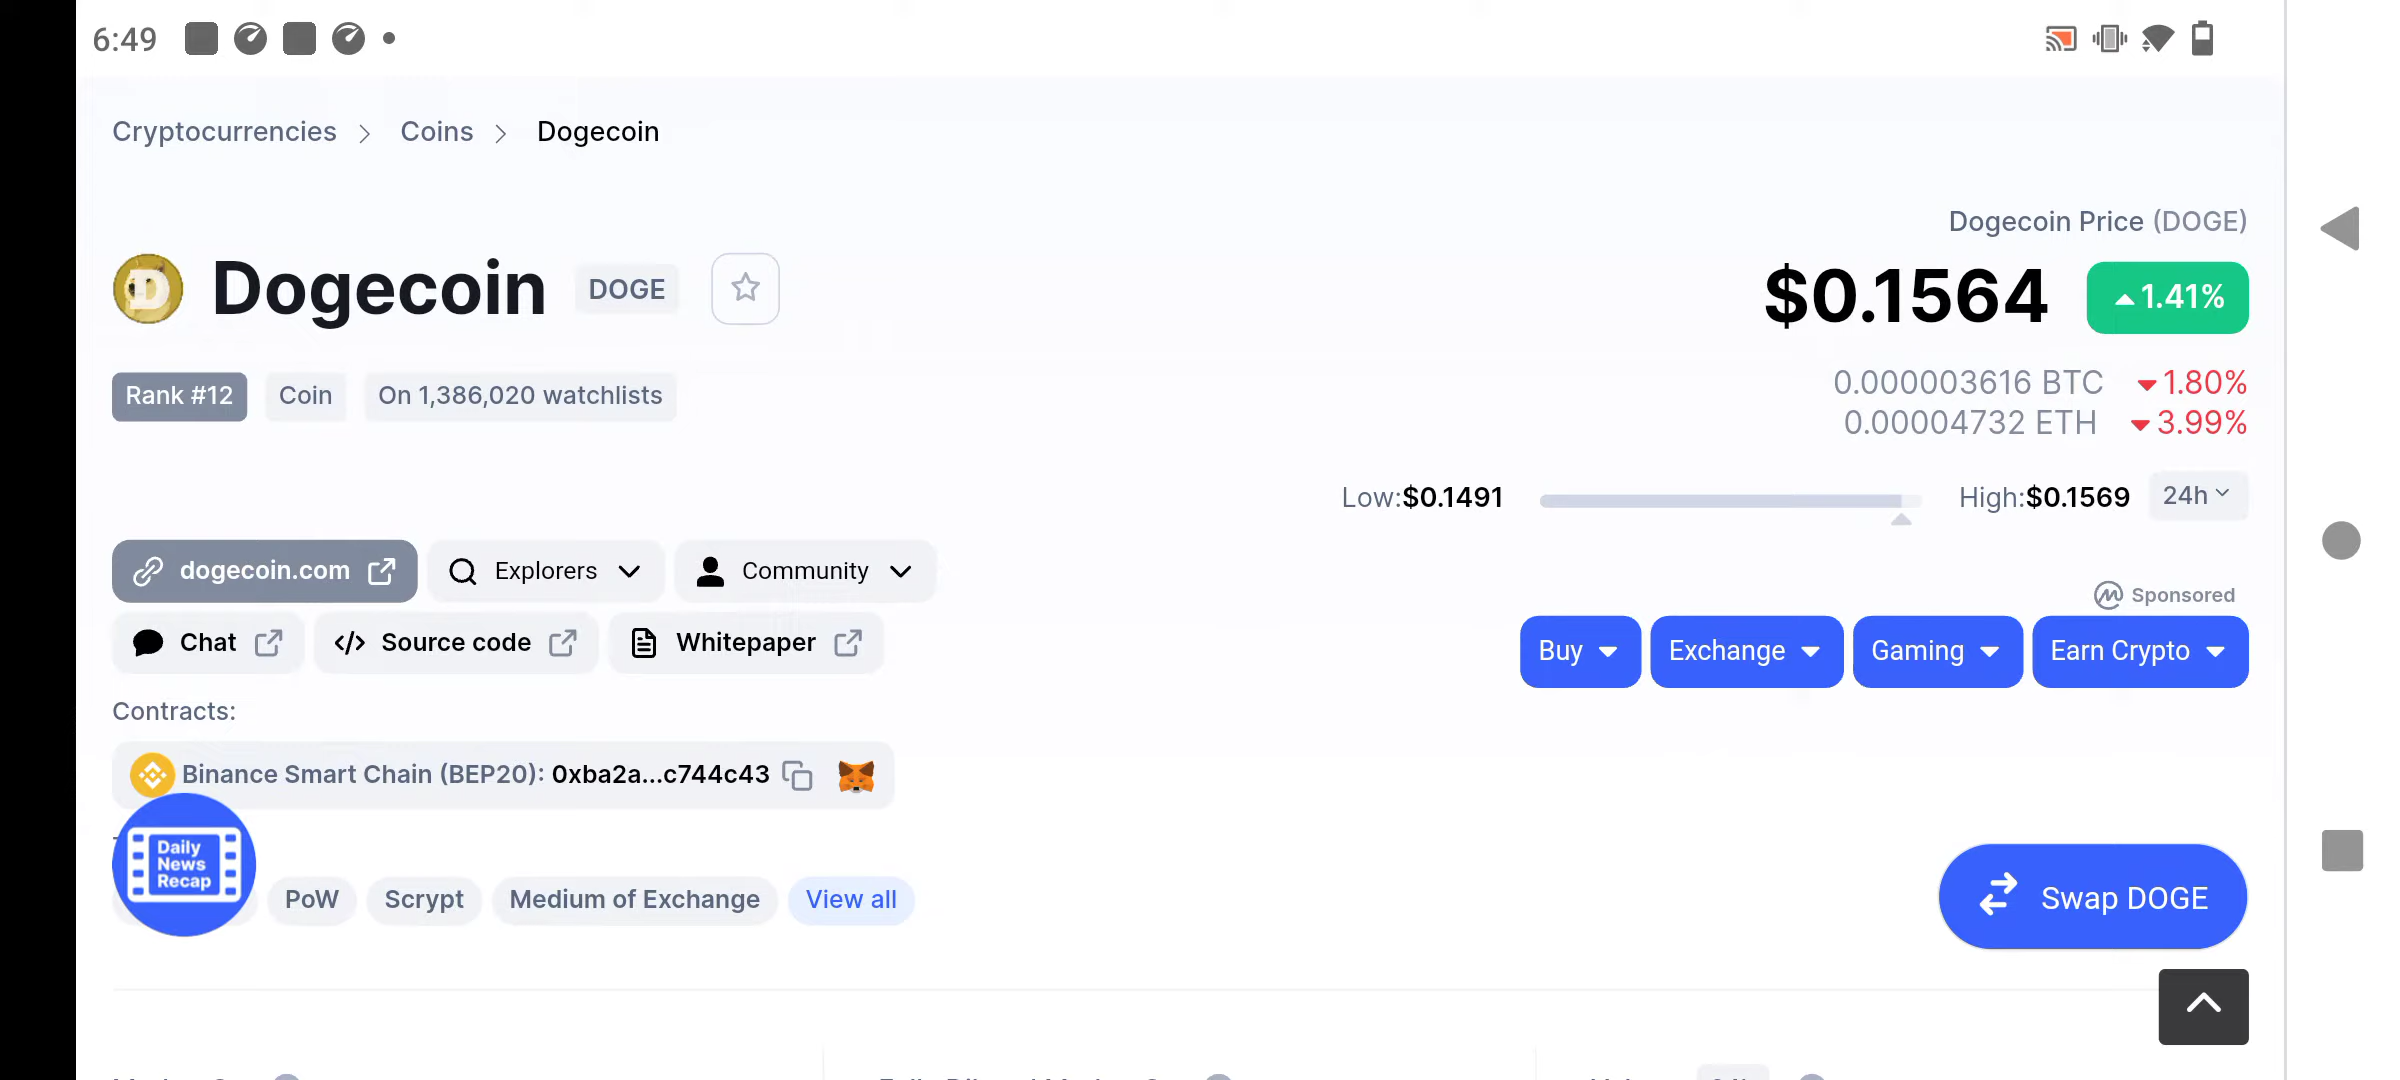 6:49
Cryptocurrencies > Coins > Dogecoin
Dogecoin Price (DOGE)
Dogecoin DOGE
$0.1564 1.41%
Rank #12 Coin On 1,386,020 watchlists
0.000003616 BTC 1.80%
0.00004732 ETH 3.99%
Low:$0.1491 High:$0.1569 24h
dogecoin.com Explorers Community
Sponsored
Chat </> Source code Whitepaper
Buy Exchange Gaming Earn Crypto
Contracts:
Binance Smart Chain (BEP20): 0xba2a...c744c43
Daily
News
Recap
PoW Scrypt Medium of Exchange View all
Swap DOGE